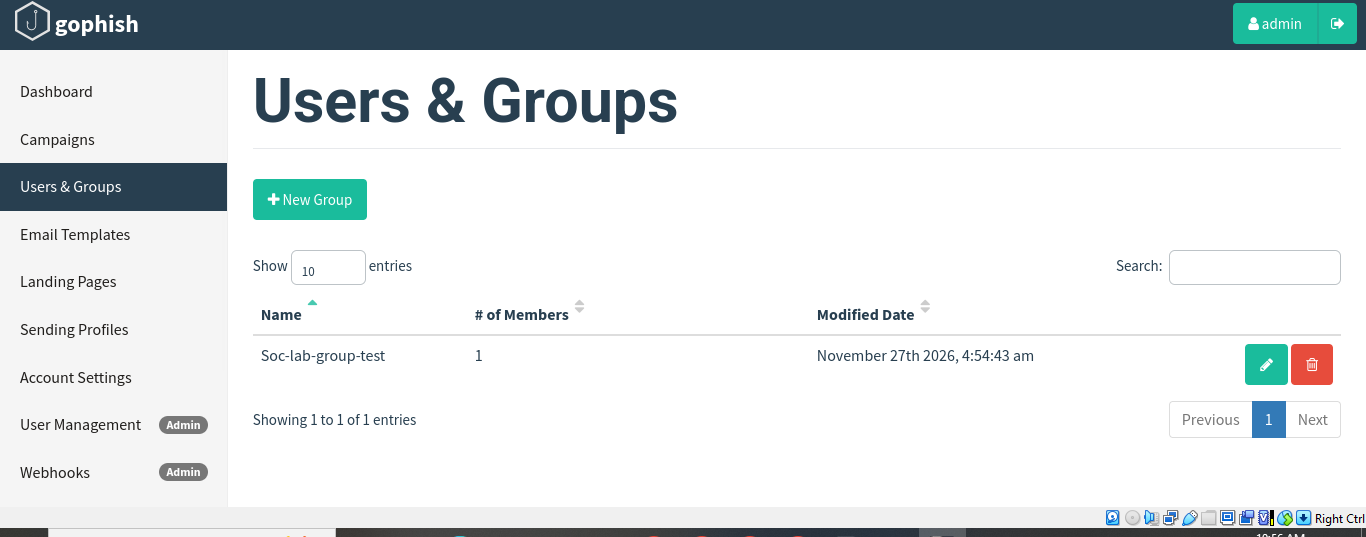 gophish
admin
Dashboard
Campaigns
Users & Groups
Email Templates
Landing Pages
Sending Profiles
Account Settings
User Management Admin
Webhooks Admin
Users & Groups
New Group
Show 10 entries
Search:
Name # of Members Modified Date
Soc-lab-group-test 1 November 27th 2026, 4:54:43 am
Showing 1 to 1 of 1 entries
Previous 1 Next
Right Ctrl